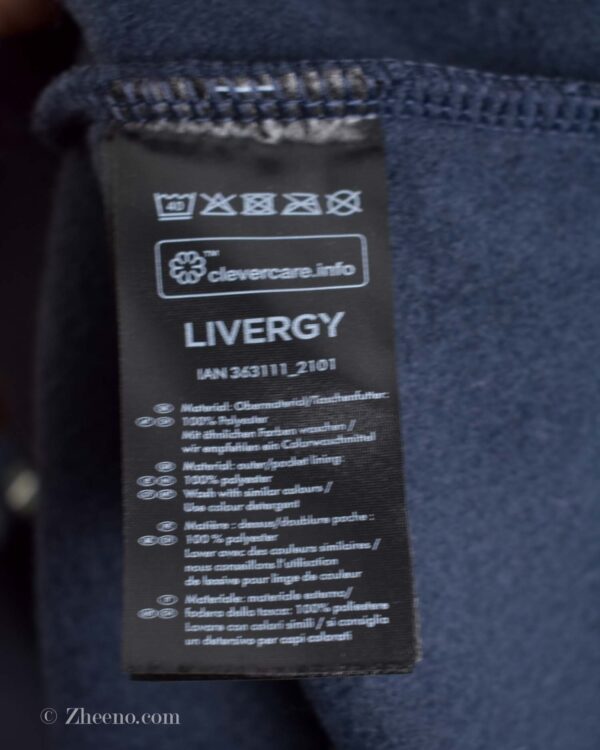 40
clevercare.info
LIVERGY
IAN 363111_2101
Material: Obermaterial/Taschenfutter:
100% Polyester
Mit ähnlichen Farben waschen /
wir empfehlen ein Colorwaschmittel
Material: outer/pocket lining:
100% polyester
Wash with similar colours /
Use colour detergent
Matière : dessus/doublure poche :
100 % polyester
Laver avec des couleurs similaires /
nous conseillons l'utilisation
de lessive pour linge de couleur
Materiale: materiale esterno/
Fodera della tasca: 100% poliestere
Lavare con colori simili / si consiglia
un detersivo per capi colorati
© Zheeno.com